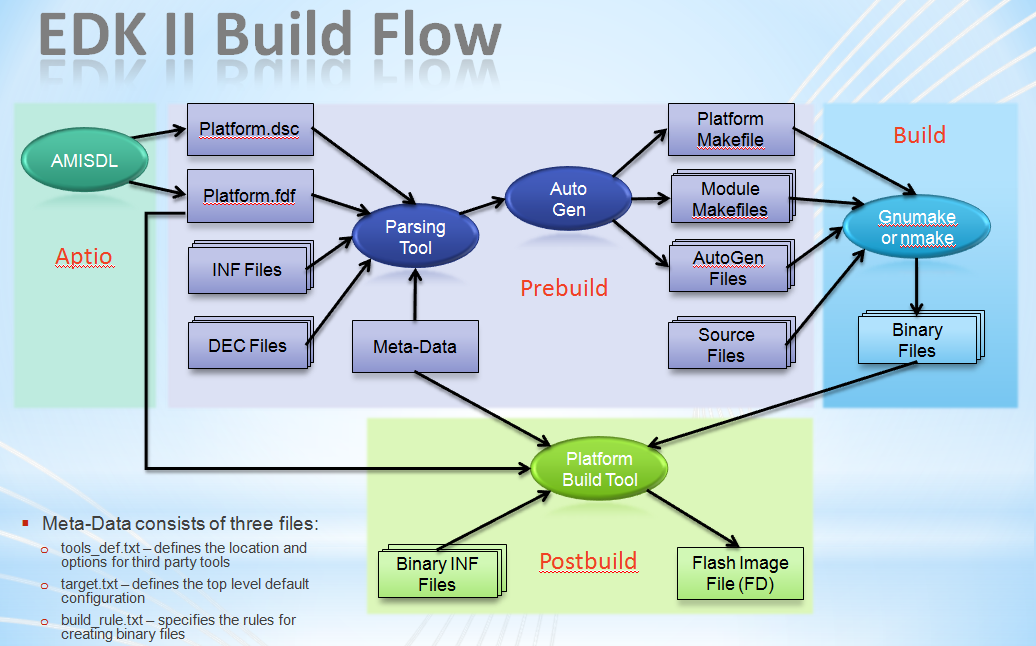 EDK II Build Flow
AMISDL
Aptio
Platform.dsc
Platform.fdf
INF Files
DEC Files
Parsing
Tool
Meta-Data
Auto
Gen
Prebuild
Platform
Makefile
Module
Makefiles
AutoGen
Files
Source
Files
Build
Gnumake
or nmake
Binary
Files
Platform
Build Tool
Binary INF
Files
Postbuild
Flash Image
File (FD)
▪ Meta-Data consists of three files:
o tools_def.txt – defines the location and
options for third party tools
o target.txt – defines the top level default
configuration
o build_rule.txt – specifies the rules for
creating binary files